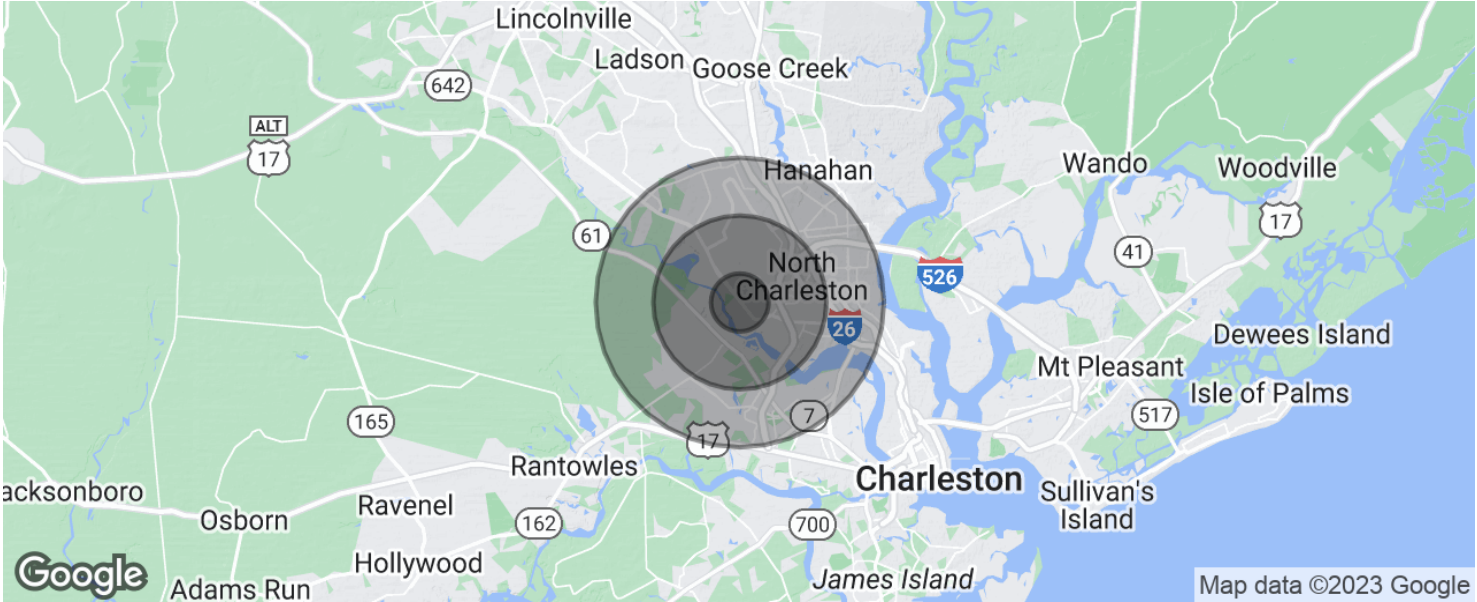 Lincolnville
Ladson
Goose Creek
642
ALT
17
Hanahan
Wando
Woodville
17
61
41
North
Charleston
526
26
Dewees Island
Mt Pleasant
Isle of Palms
165
7
517
17
Rantowles
Charleston
Sullivan's
Island
acksonboro
Ravenel
Osborn
162
700
Hollywood
Google
Adams Run
James Island
Map data ©2023 Google